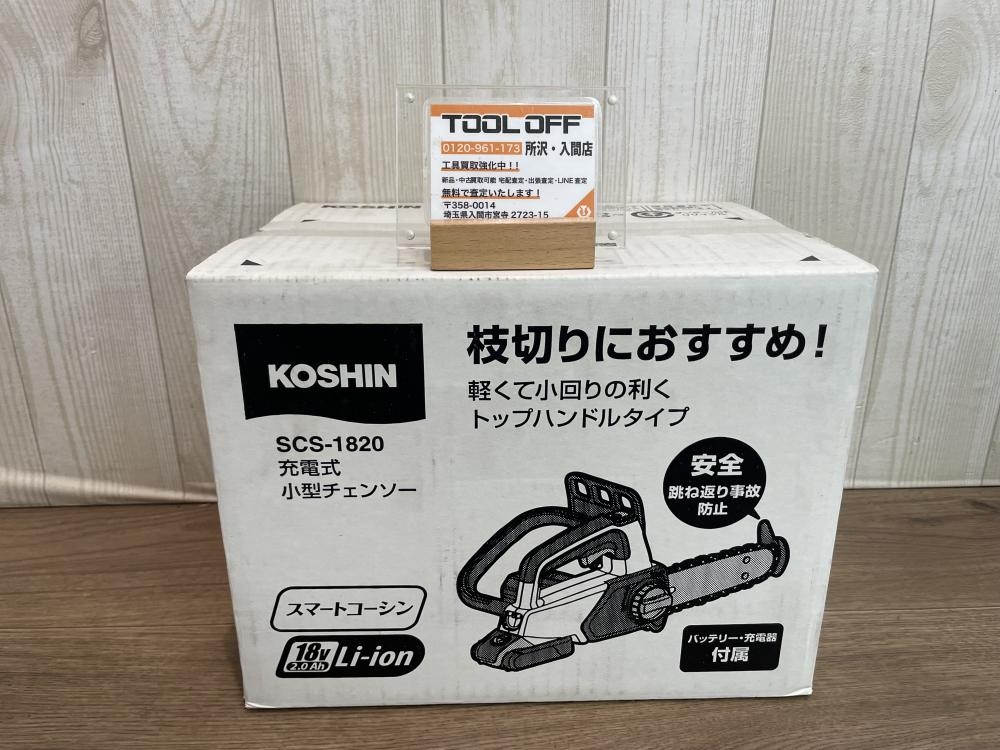 TOOL OFF
0120-961-173 所沢・入間店
工具買取強化中!!
新品・中古買取可能 宅配査定・出張査定・LINE査定
無料で査定いたします!
〒358-0014
埼玉県入間市宮寺 2723-15
KOSHIN
KOSHIN
SCS-1820
充電式
小型チェンソー
枝切りにおすすめ!
軽くて小回りの利く
トップハンドルタイプ
安全
跳ね返り事故
防止
スマートコーシン
18v
2.0Ah
Li-ion
バッテリー・充電器
付属